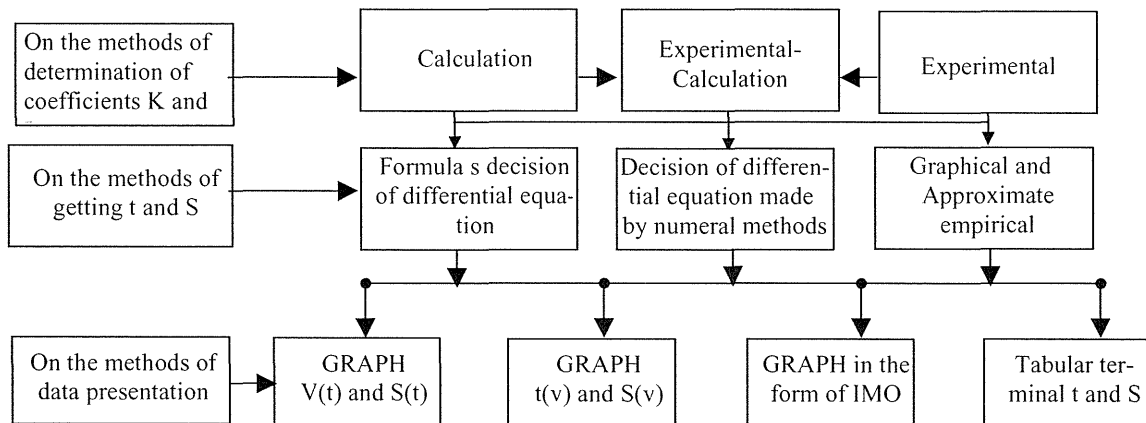 On the methods of
determination of
coefficients K and
Calculation
Experimental-
Calculation
Experimental
On the methods of
getting t and S
Formula s decision
of differential equa-
tion
Decision of differen-
tial equation made
by numeral methods
Graphical and
Approximate
empirical
On the methods of
data presentation
GRAPH
V(t) and S(t)
GRAPH
t(v) and S(v)
GRAPH in the
form of IMO
Tabular ter-
minal t and S